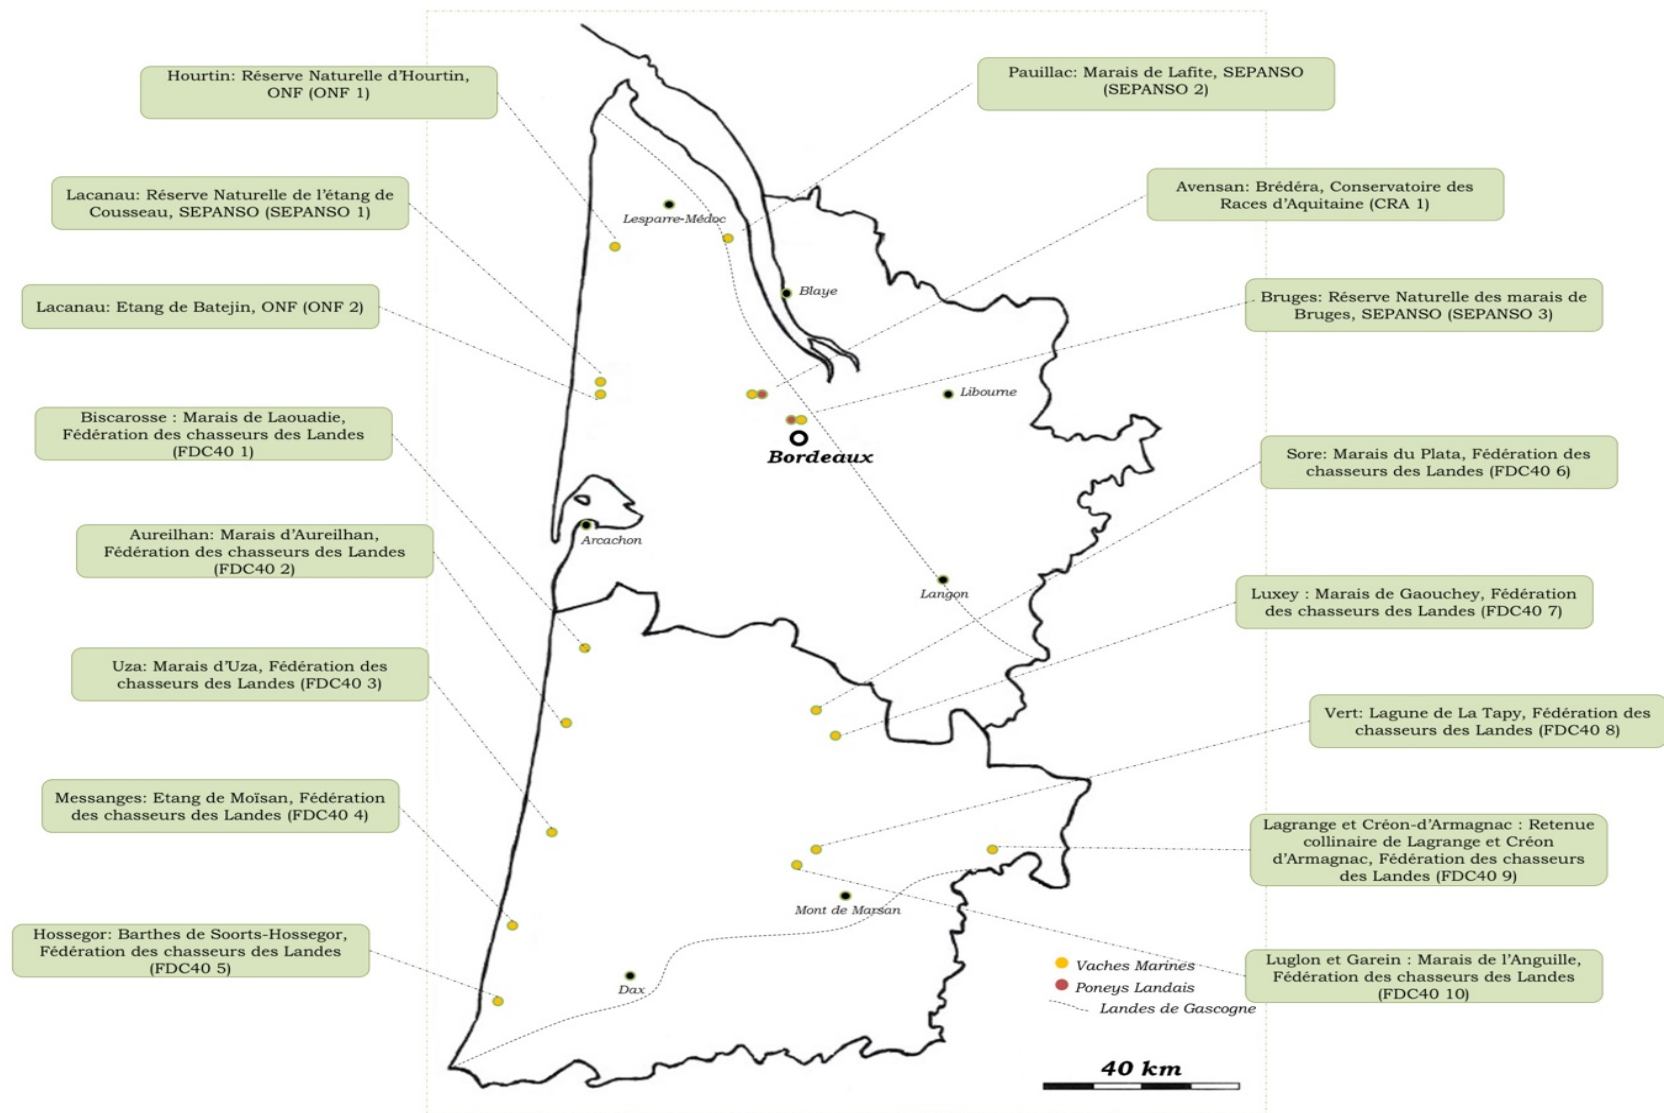 Hourtin: Réserve Naturelle d'Hourtin,
ONF (ONF 1)
Pauillac: Marais de Lafite, SEPANSO
(SEPANSO 2)
Lacanau: Réserve Naturelle de l'étang de
Cousseau, SEPANSO (SEPANSO 1)
Avensan: Brédéra, Conservatoire des
Races d'Aquitaine (CRA 1)
Lesparre-Médoc
Lacanau: Etang de Batejin, ONF (ONF 2)
Blaye
Bruges: Réserve Naturelle des marais de
Bruges, SEPANSO (SEPANSO 3)
Libourne
Biscarosse : Marais de Laouadie,
Fédération des chasseurs des Landes
(FDC40 1)
Bordeaux
Sore: Marais du Plata, Fédération des
chasseurs des Landes (FDC40 6)
Aureilhan: Marais d'Aureilhan,
Fédération des chasseurs des Landes
(FDC40 2)
Arcachon
Langon
Luxey : Marais de Gaouchey, Fédération
des chasseurs des Landes (FDC40 7)
Uza: Marais d'Uza, Fédération des
chasseurs des Landes (FDC40 3)
Vert: Lagune de La Tapy, Fédération des
chasseurs des Landes (FDC40 8)
Messanges: Etang de Moïsan, Fédération
des chasseurs des Landes (FDC40 4)
Lagrange et Créon-d'Armagnac : Retenue
collinaire de Lagrange et Créon
d'Armagnac, Fédération des chasseurs
des Landes (FDC40 9)
Mont de Marsan
Hossegor: Barthes de Soorts-Hossegor,
Fédération des chasseurs des Landes
(FDC40 5)
Dax
Luglon et Garein : Marais de l'Anguille,
Fédération des chasseurs des Landes
(FDC40 10)
Vaches Marines
Poneys Landais
Landes de Gascogne
40 km